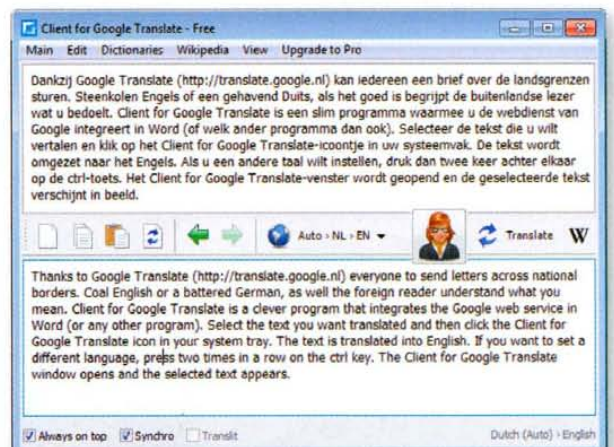 Client for Google Translate - Free
Main Edit Dictionaries Wikipedia View Upgrade to Pro
Dankzij Google Translate (http://translate.google.nl) kan iedereen een brief over de landsgrenzen
sturen. Steenkolen Engels of een gehavend Duits, als het goed is begrijpt de buitenlandse lezer
wat u bedoelt. Client for Google Translate is een slim programma waarmee u de webdienst van
Google integreert in Word (of welk ander programma dan ook). Selecteer de tekst die u wilt
vertalen en klik op het Client for Google Translate-icoontje in uw systeemvak. De tekst wordt
omgezet naar het Engels. Als u een andere taal wilt instellen, druk dan twee keer achter elkaar
op de ctrl-toets. Het Client for Google Translate-venster wordt geopend en de geselecteerde tekst
verschijnt in beeld.
Auto › NL › EN Translate W
Thanks to Google Translate (http://translate.google.nl) everyone to send letters across national
borders. Coal English or a battered German, as well the foreign reader understand what you
mean. Client for Google Translate is a clever program that integrates the Google web service in
Word (or any other program). Select the text you want translated and then click the Client for
Google Translate icon in your system tray. The text is translated into English. If you want to set a
different language, press two times in a row on the ctrl key. The Client for Google Translate
window opens and the selected text appears.
Always on top Synchro Translit Dutch (Auto) › English